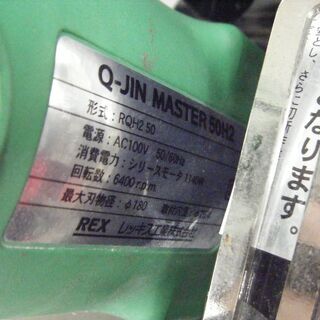 Q-JIN MASTER 50H2
形式：RQH2 50
電源：AC100V 50/60Hz
消費電力：シリーズモータ 1140W
回転数：6400r.p.m.
最大刃物径：φ180
REX レッキス工業株式会社
なります。